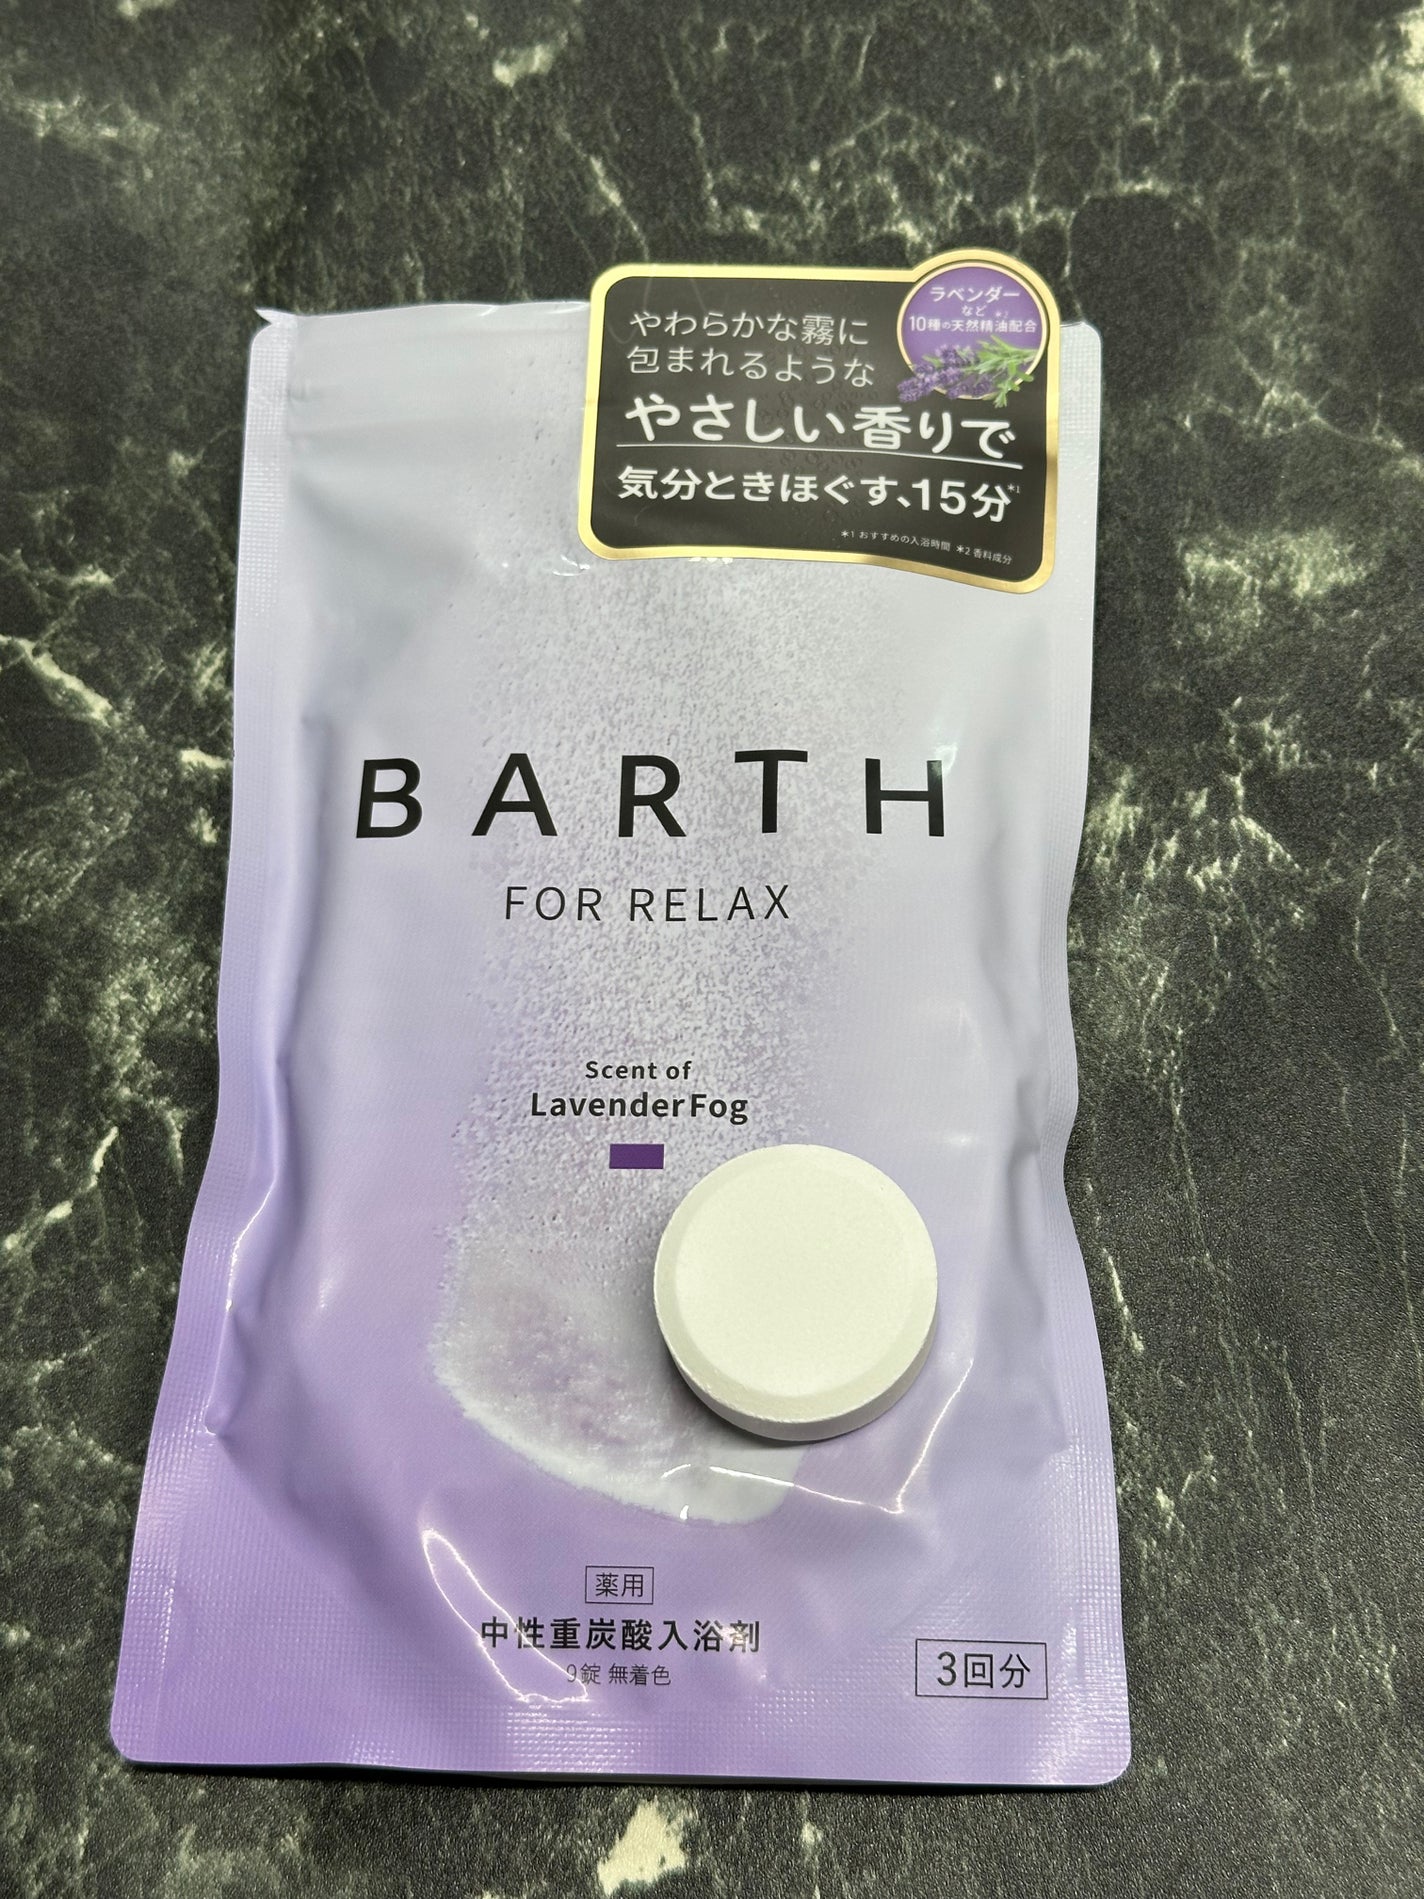 ラベンダー
など ＊2
10種の天然精油配合
やわらかな霧に
包まれるような
やさしい香りで
気分ときほぐす、15分＊1
＊1 おすすめの入浴時間 ＊2 香料成分
BARTH
FOR RELAX
Scent of
LavenderFog
薬用
中性重炭酸入浴剤
9錠 無着色
3回分